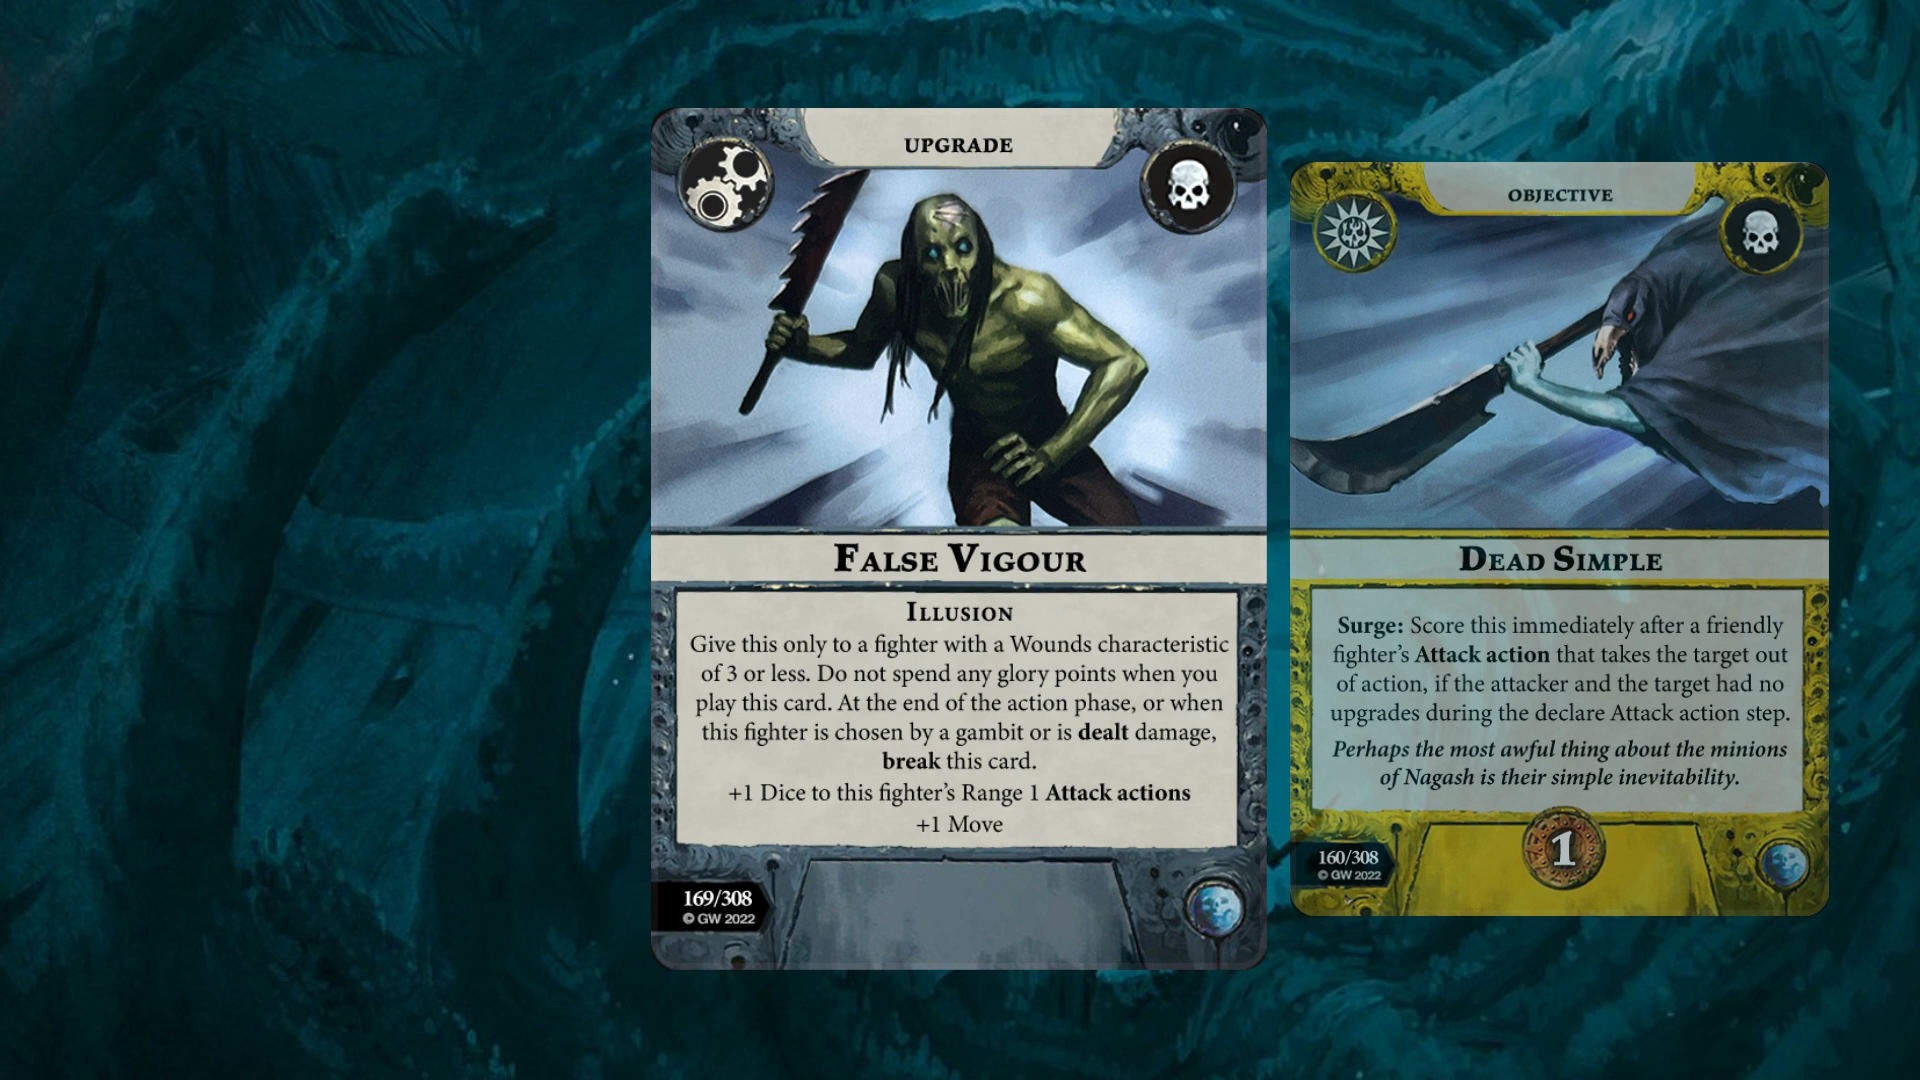 UPGRADE
FALSE VIGOUR
ILLUSION
Give this only to a fighter with a Wounds characteristic
of 3 or less. Do not spend any glory points when you
play this card. At the end of the action phase, or when
this fighter is chosen by a gambit or is dealt damage,
break this card.
+1 Dice to this fighter’s Range 1 Attack actions
+1 Move
169/308
© GW 2022
OBJECTIVE
DEAD SIMPLE
Surge: Score this immediately after a friendly
fighter’s Attack action that takes the target out
of action, if the attacker and the target had no
upgrades during the declare Attack action step.
Perhaps the most awful thing about the minions
of Nagash is their simple inevitability.
1
160/308
© GW 2022